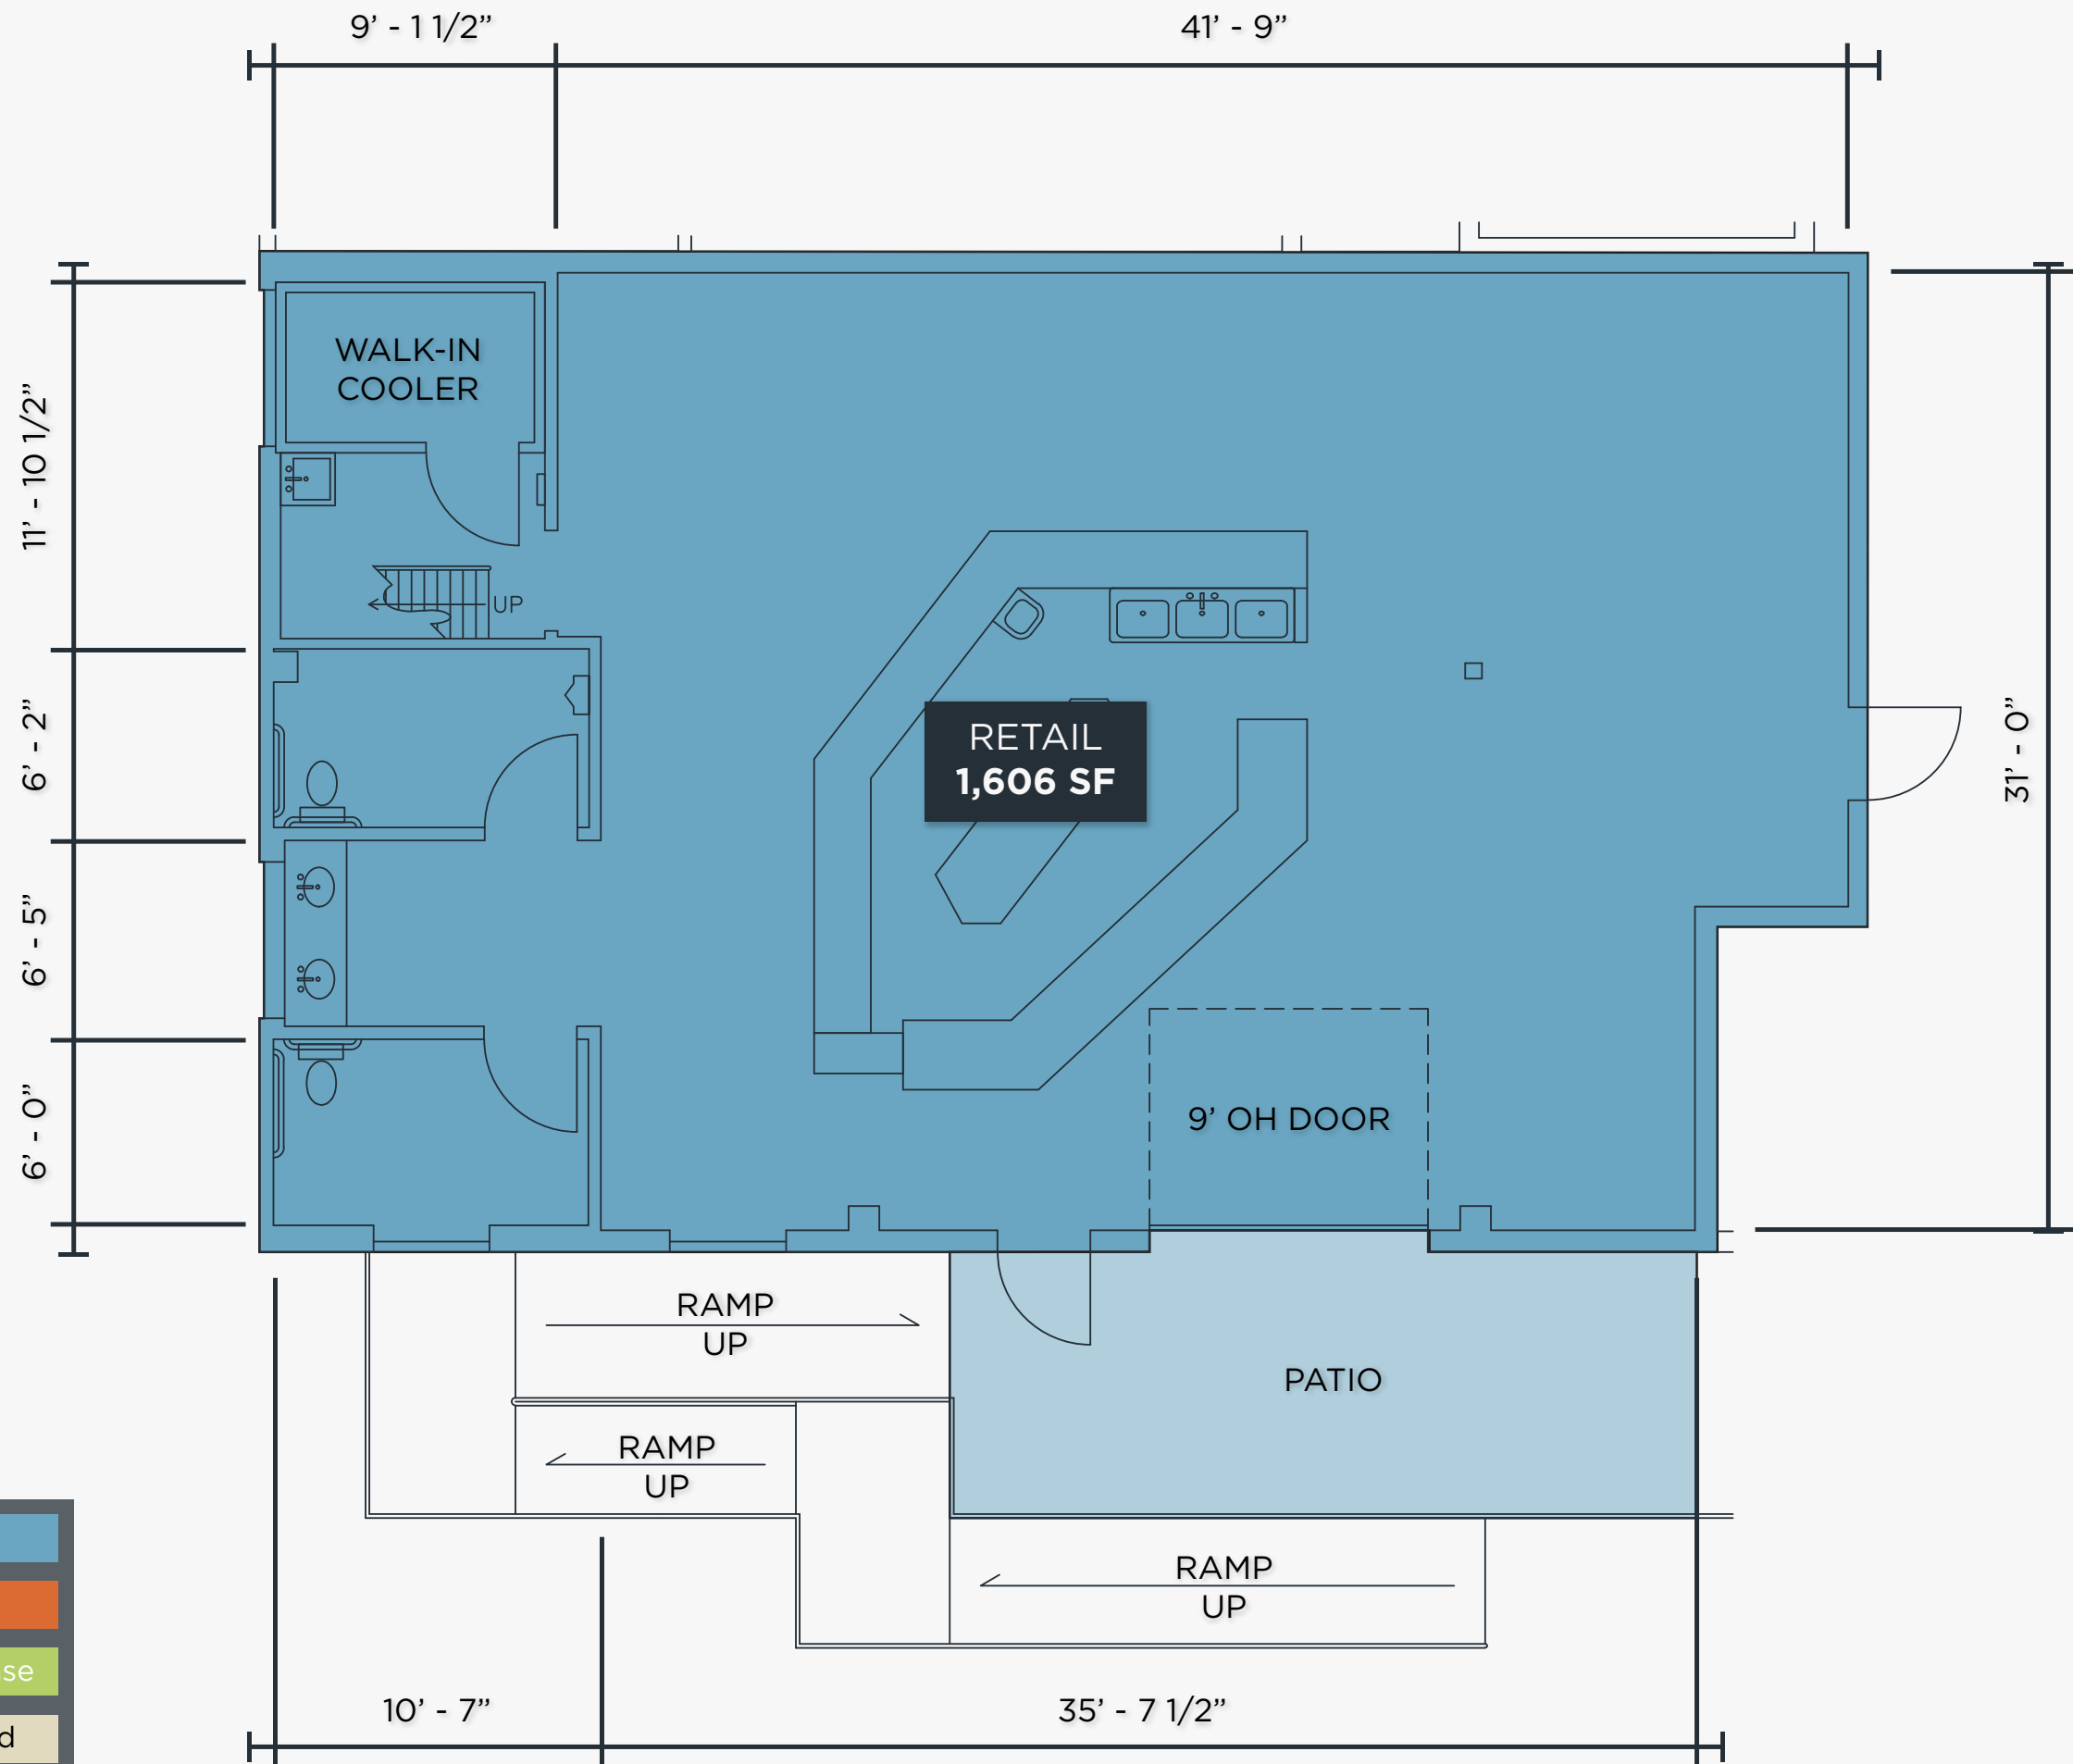 9’ - 1 1/2”
41’ - 9”
WALK-IN
COOLER
11’ - 10 1/2”
UP
6’ - 2”
RETAIL
1,606 SF
31’ - 0”
6’ - 5”
6’ - 0”
9’ OH DOOR
RAMP
UP
PATIO
RAMP
UP
RAMP
UP
se
d
10’ - 7”
35’ - 7 1/2”